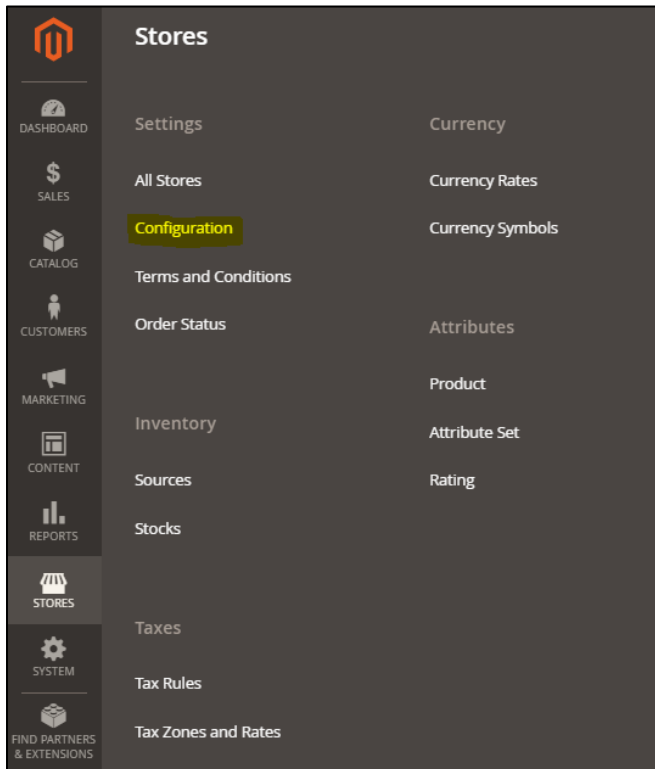 Stores
DASHBOARD
SALES
CATALOG
CUSTOMERS
MARKETING
CONTENT
REPORTS
STORES
SYSTEM
FIND PARTNERS
& EXTENSIONS
Settings
All Stores
Configuration
Terms and Conditions
Order Status
Inventory
Sources
Stocks
Taxes
Tax Rules
Tax Zones and Rates
Currency
Currency Rates
Currency Symbols
Attributes
Product
Attribute Set
Rating